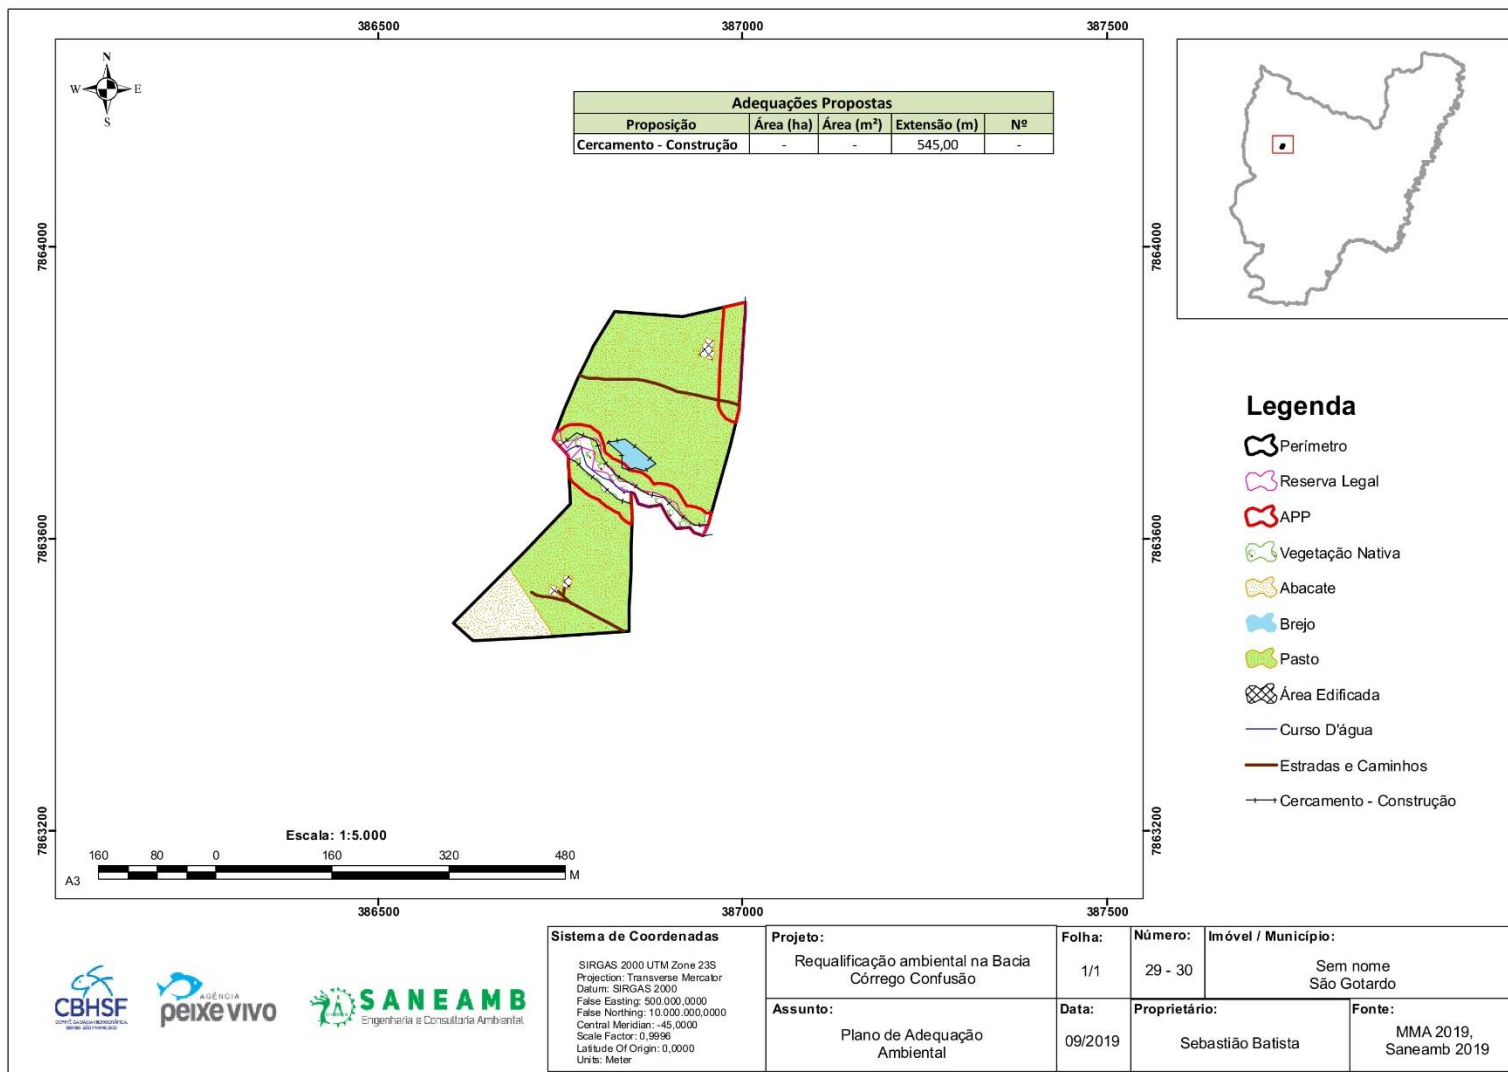 386500
387000
387500
N
W
E
S
Adequações Propostas
Proposição Área (ha) Área (m²) Extensão (m) Nº
Cercamento - Construção - - 545,00 -
7864000
7864000
7863600
7863600
7863200
7863200
Legenda
Perímetro
Reserva Legal
APP
Vegetação Nativa
Abacate
Brejo
Pasto
Área Edificada
Curso D'água
Estradas e Caminhos
Cercamento - Construção
Escala: 1:5.000
160 80 0 160 320 480
M
A3
386500
387000
387500
CBHSF
AGÊNCIA
peixe vivo
SANEAMB
Engenharia e Consultoria Ambiental
Sistema de Coordenadas
SIRGAS 2000 UTM Zone 23S
Projection: Transverse Mercator
Datum: SIRGAS 2000
False Easting: 500.000,0000
False Northing: 10.000.000,0000
Central Meridian: -45,0000
Scale Factor: 0,9996
Latitude Of Origin: 0,0000
Units: Meter
Projeto:
Requalificação ambiental na Bacia
Córrego Confusão
Folha:
1/1
Número:
29 - 30
Imóvel / Município:
Sem nome
São Gotardo
Assunto:
Plano de Adequação
Ambiental
Data:
09/2019
Proprietário:
Sebastião Batista
Fonte:
MMA 2019,
Saneamb 2019